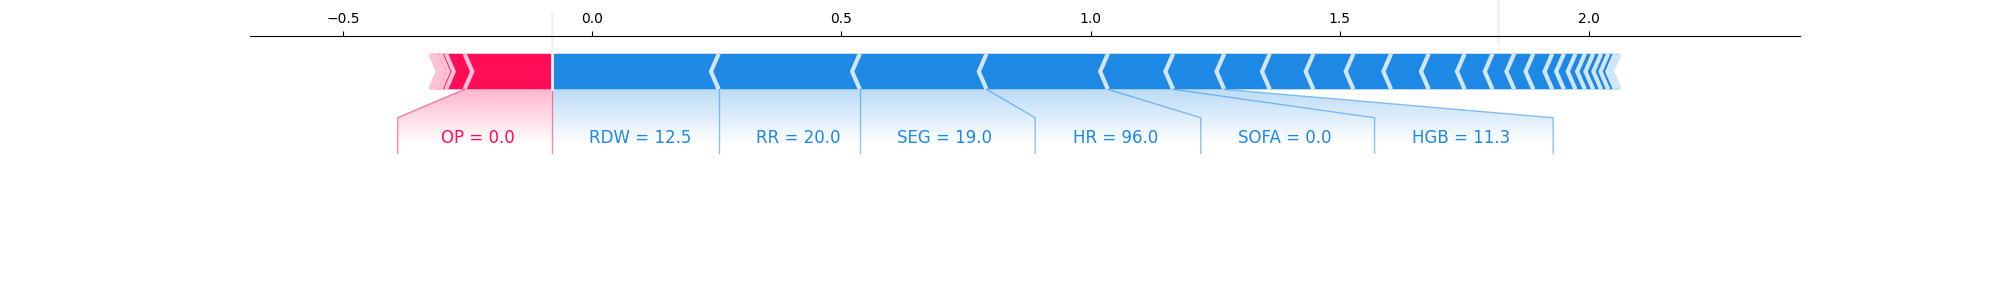 −0.5 0.0 0.5 1.0 1.5 2.0
OP = 0.0 RDW = 12.5 RR = 20.0 SEG = 19.0 HR = 96.0 SOFA = 0.0 HGB = 11.3